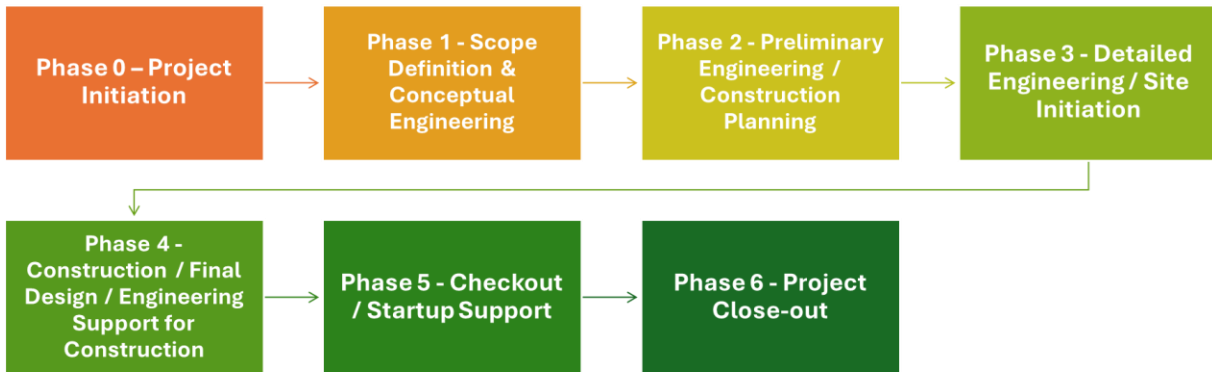 Phase 0 – Project
Initiation
Phase 1 - Scope
Definition &
Conceptual
Engineering
Phase 2 - Preliminary
Engineering /
Construction
Planning
Phase 3 - Detailed
Engineering / Site
Initiation
Phase 4 -
Construction / Final
Design / Engineering
Support for
Construction
Phase 5 - Checkout
/ Startup Support
Phase 6 - Project
Close-out